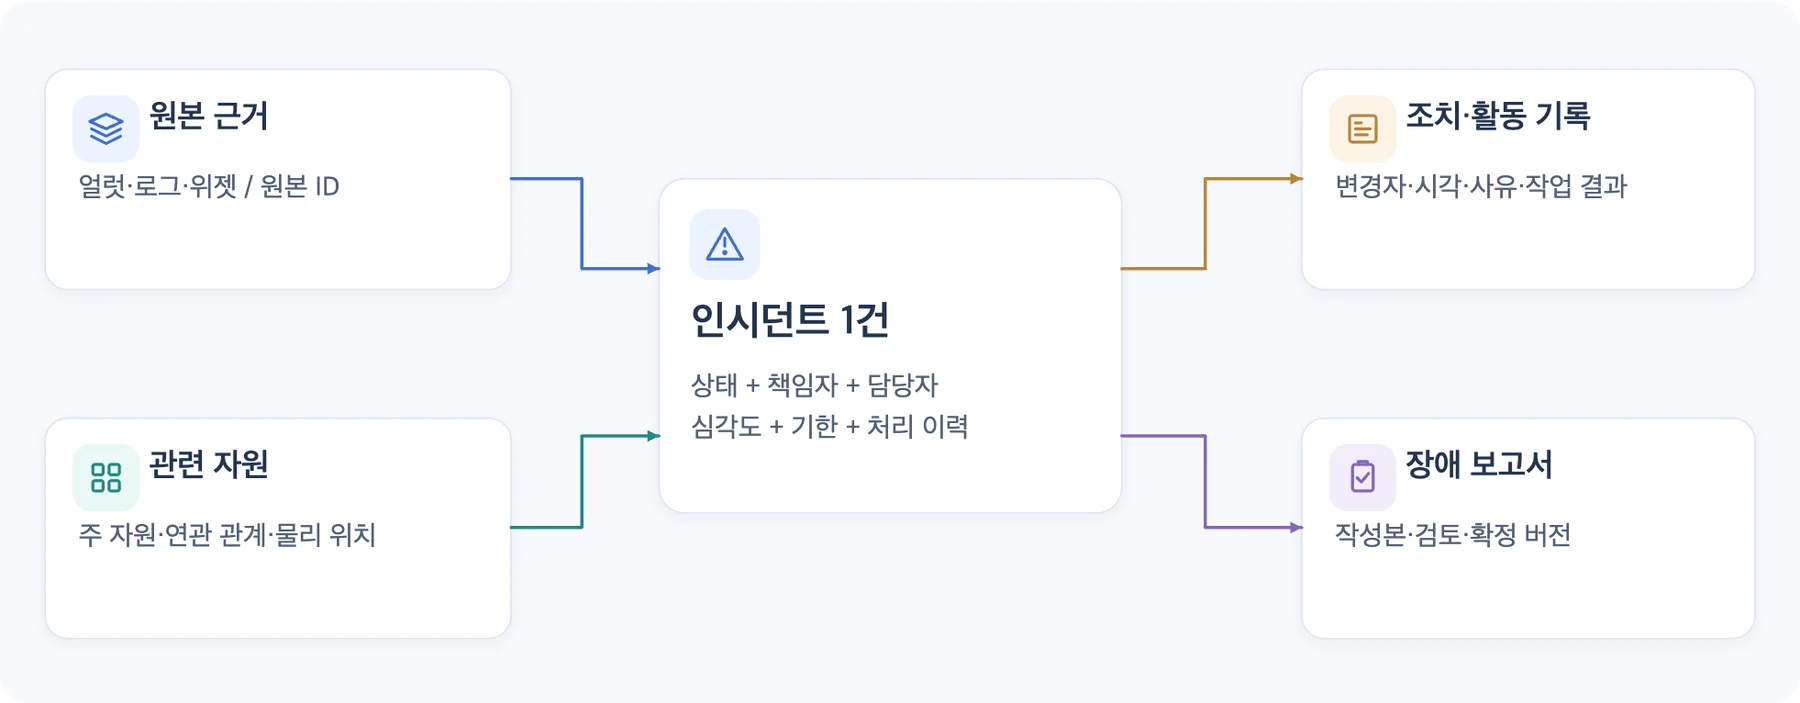 원본 근거
얼럿·로그·위젯 / 원본 ID
관련 자원
주 자원·연관 관계·물리 위치
인시던트 1건
상태 + 책임자 + 담당자
심각도 + 기한 + 처리 이력
조치·활동 기록
변경자·시각·사유·작업 결과
장애 보고서
작성본·검토·확정 버전